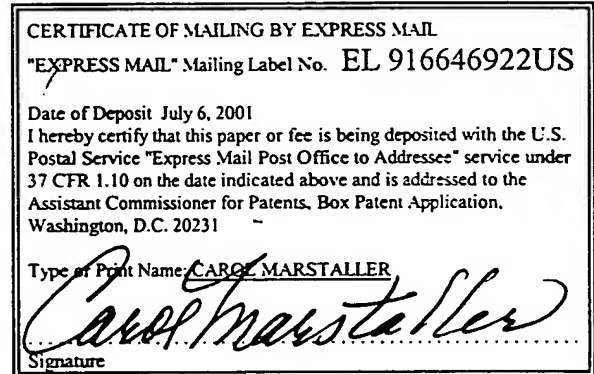 CERTIFICATE OF MAILING BY EXPRESS MAIL
"EXPRESS MAIL" Mailing Label No. EL 916646922US
Date of Deposit July 6, 2001
I hereby certify that this paper or fee is being deposited with the U.S.
Postal Service "Express Mail Post Office to Addressee" service under
37 CFR 1.10 on the date indicated above and is addressed to the
Assistant Commissioner for Patents, Box Patent Application,
Washington, D.C. 20231
Type or Print Name: CAROL MARSTALLER
Carol Marstaller
Signature